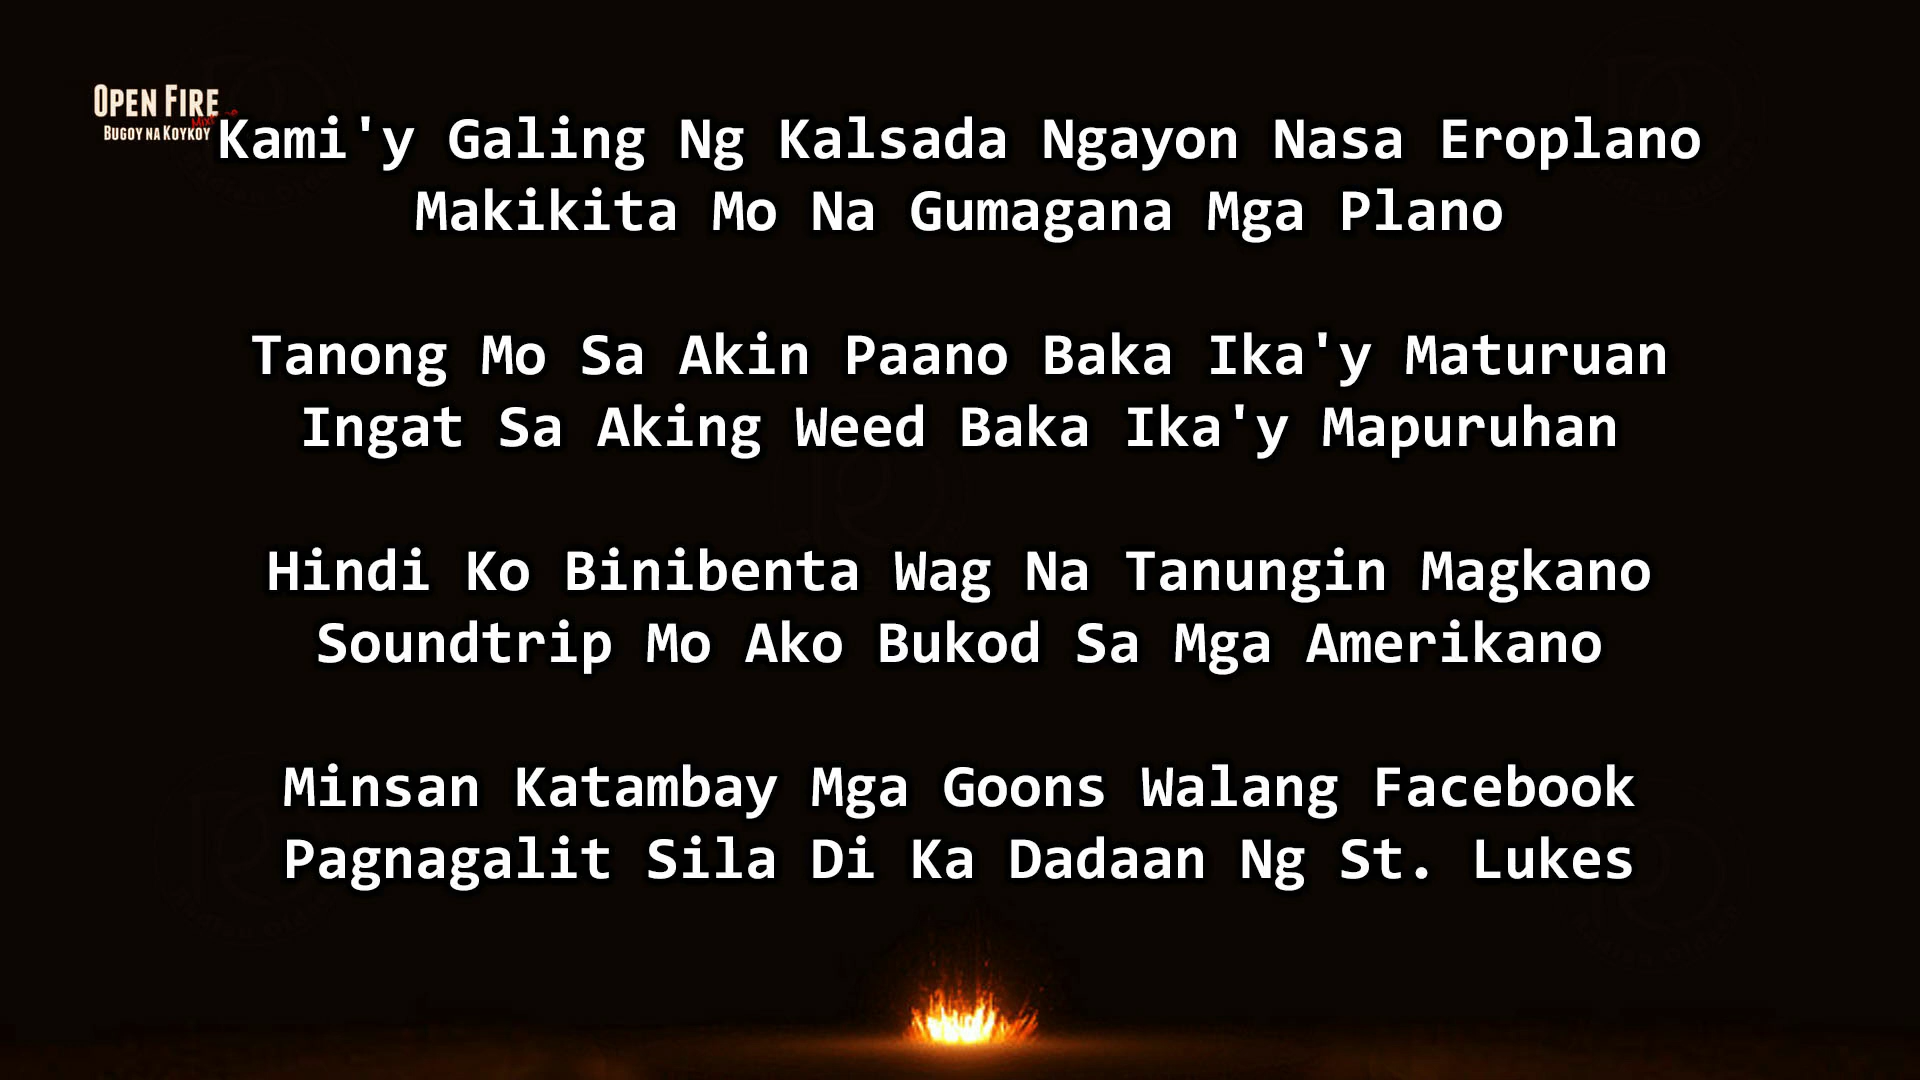 Open Fire
Mixtape
Bugoy na Koykoy
Kami'y Galing Ng Kalsada Ngayon Nasa Eroplano
Makikita Mo Na Gumagana Mga Plano
Tanong Mo Sa Akin Paano Baka Ika'y Maturuan
Ingat Sa Aking Weed Baka Ika'y Mapuruhan
Hindi Ko Binibenta Wag Na Tanungin Magkano
Soundtrip Mo Ako Bukod Sa Mga Amerikano
Minsan Katambay Mga Goons Walang Facebook
Pagnagalit Sila Di Ka Dadaan Ng St. Lukes